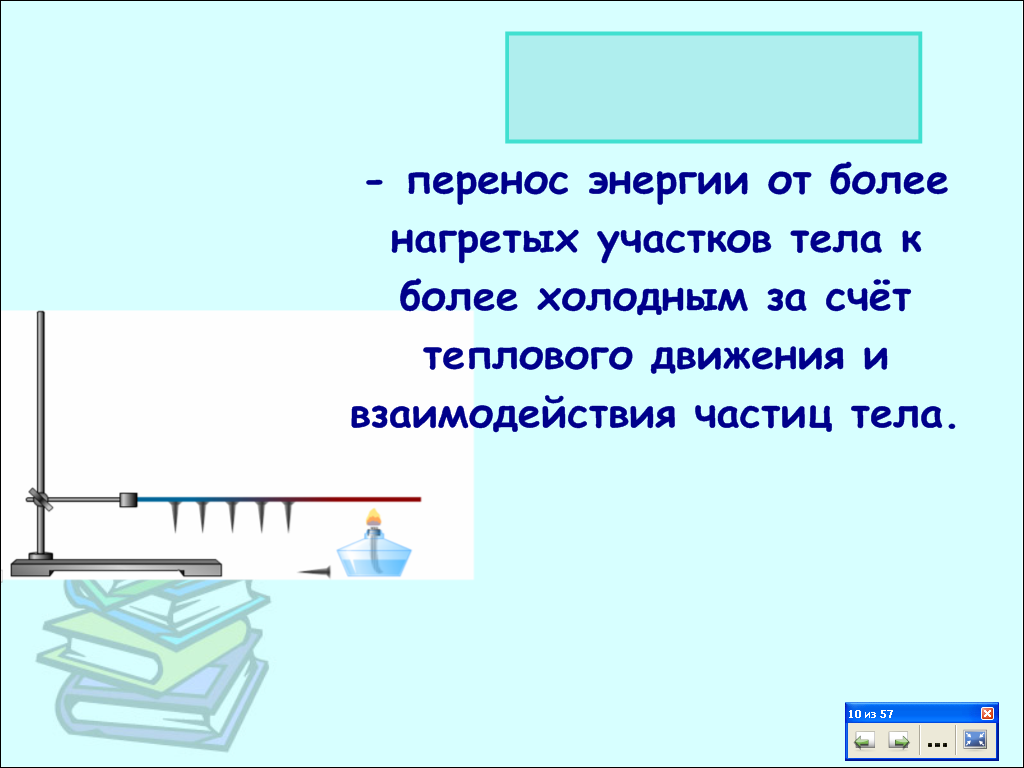 - перенос энергии от более
нагретых участков тела к
более холодным за счёт
теплового движения и
взаимодействия частиц тела.
10 из 57
...